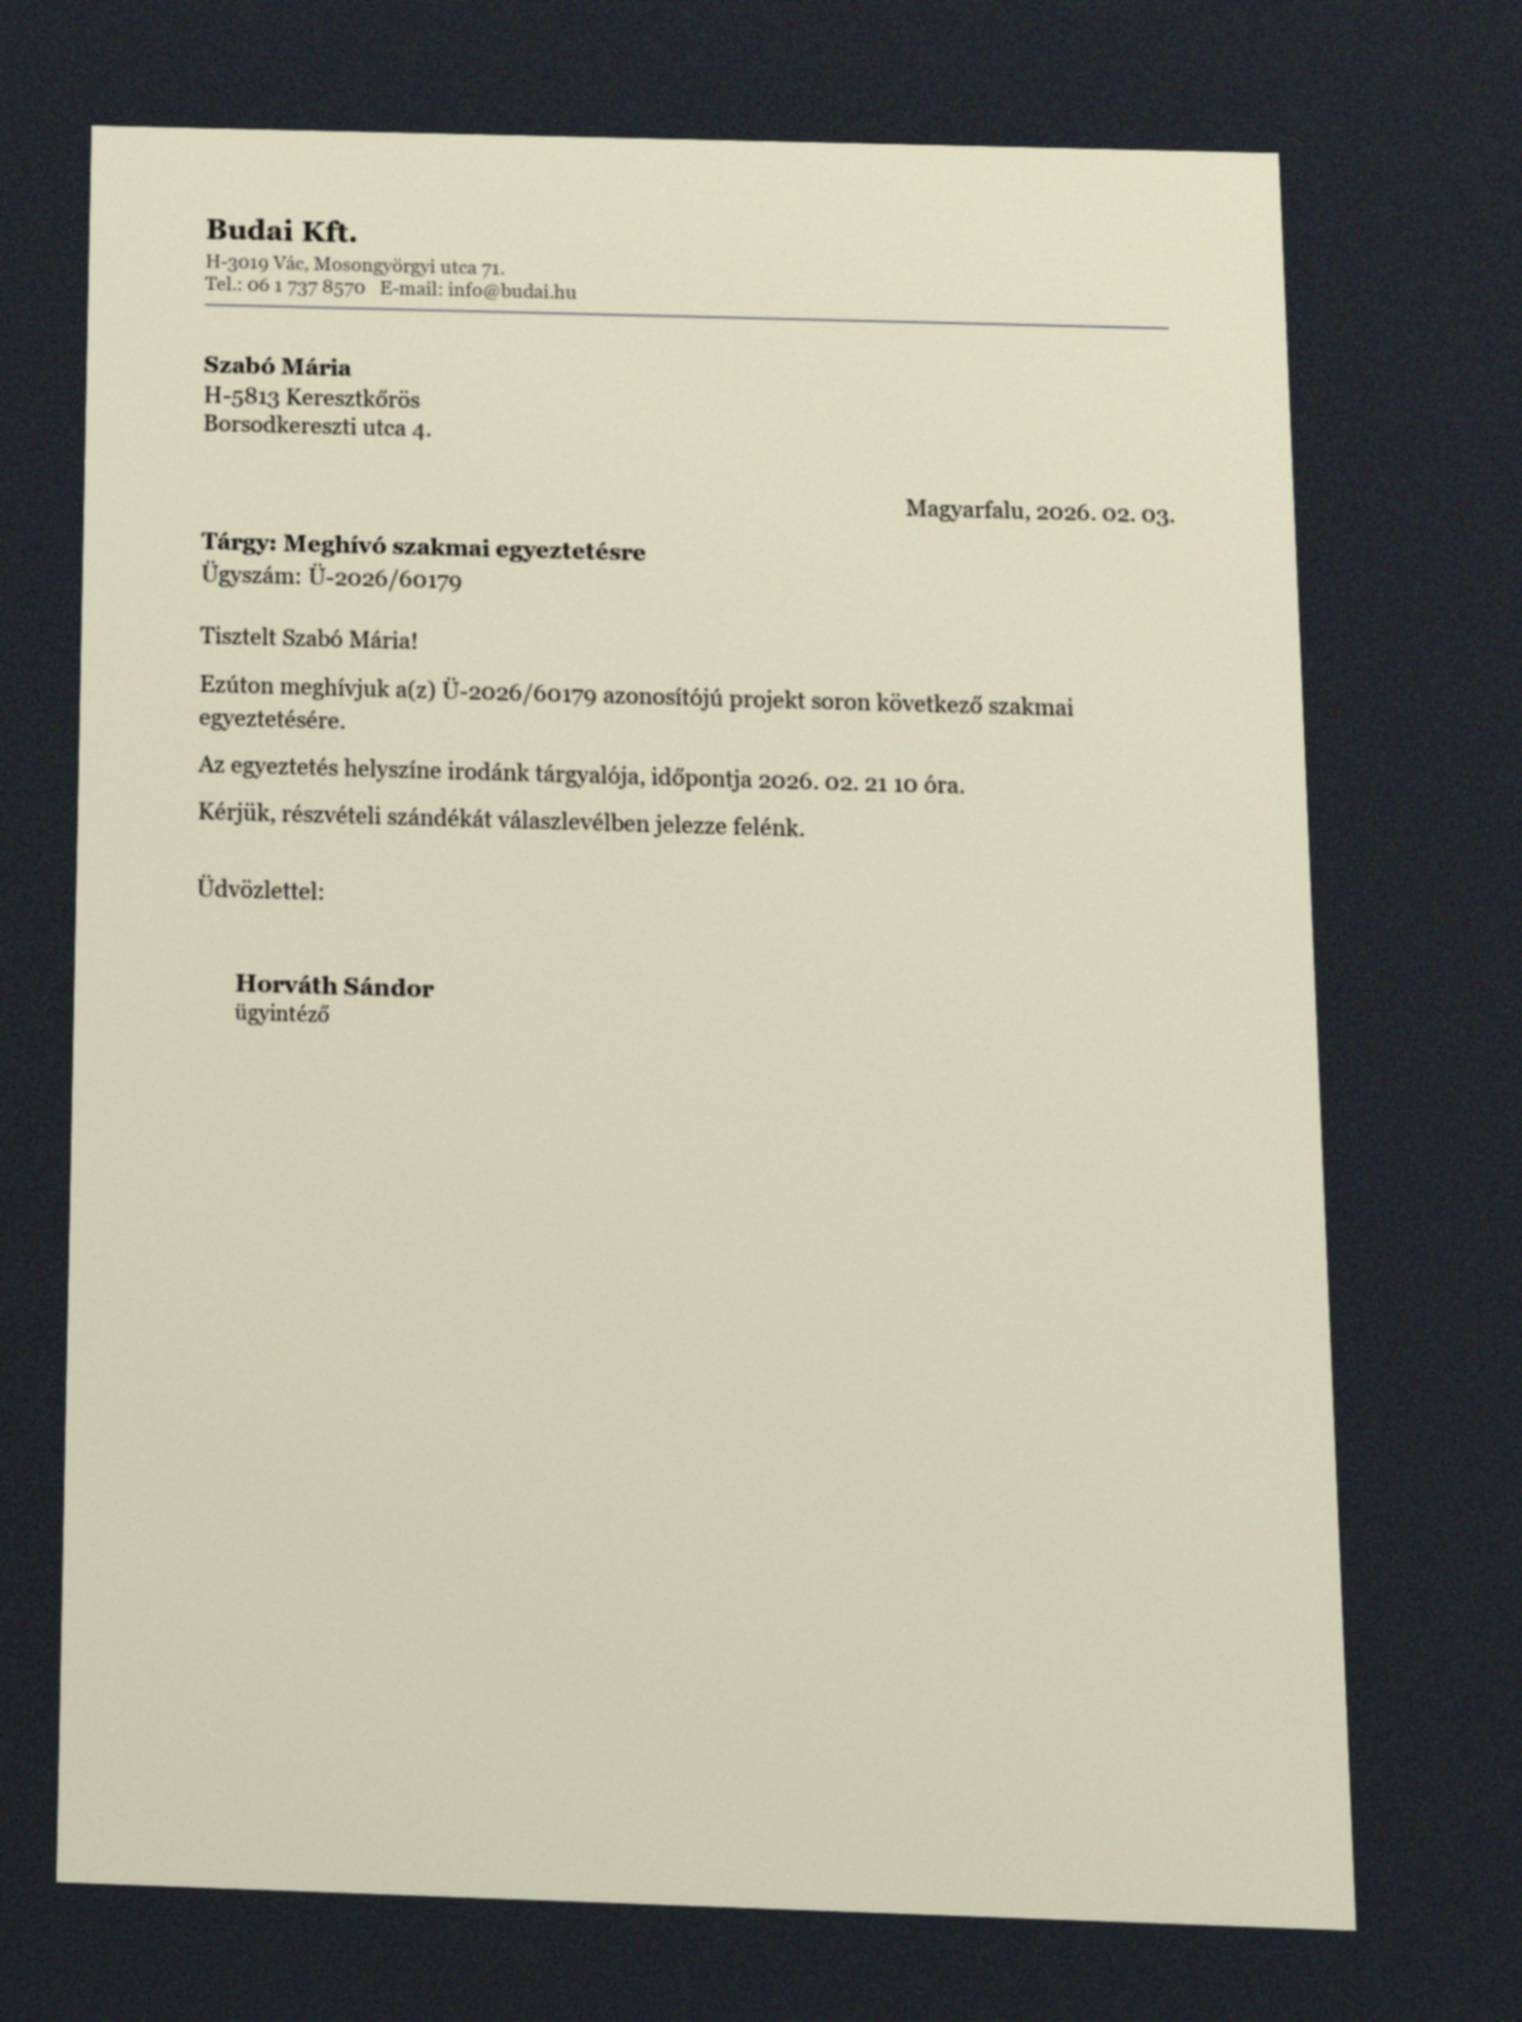 Budai Kft.
H-3019 Vác, Mosongyörgyi utca 71.
Tel.: 06 1 737 8570 E-mail: info@budai.hu
Szabó Mária
H-5813 Keresztkőrös
Borsodkereszti utca 4.
Magyarfalu, 2026. 02. 03.
Tárgy: Meghívó szakmai egyeztetésre
Ügyszám: Ü-2026/60179
Tisztelt Szabó Mária!
Ezúton meghívjuk a(z) Ü-2026/60179 azonosítójú projekt soron következő szakmai
egyeztetésére.
Az egyeztetés helyszíne irodánk tárgyalója, időpontja 2026. 02. 21 10 óra.
Kérjük, részvételi szándékát válaszlevélben jelezze felénk.
Üdvözlettel:
Horváth Sándor
ügyintéző